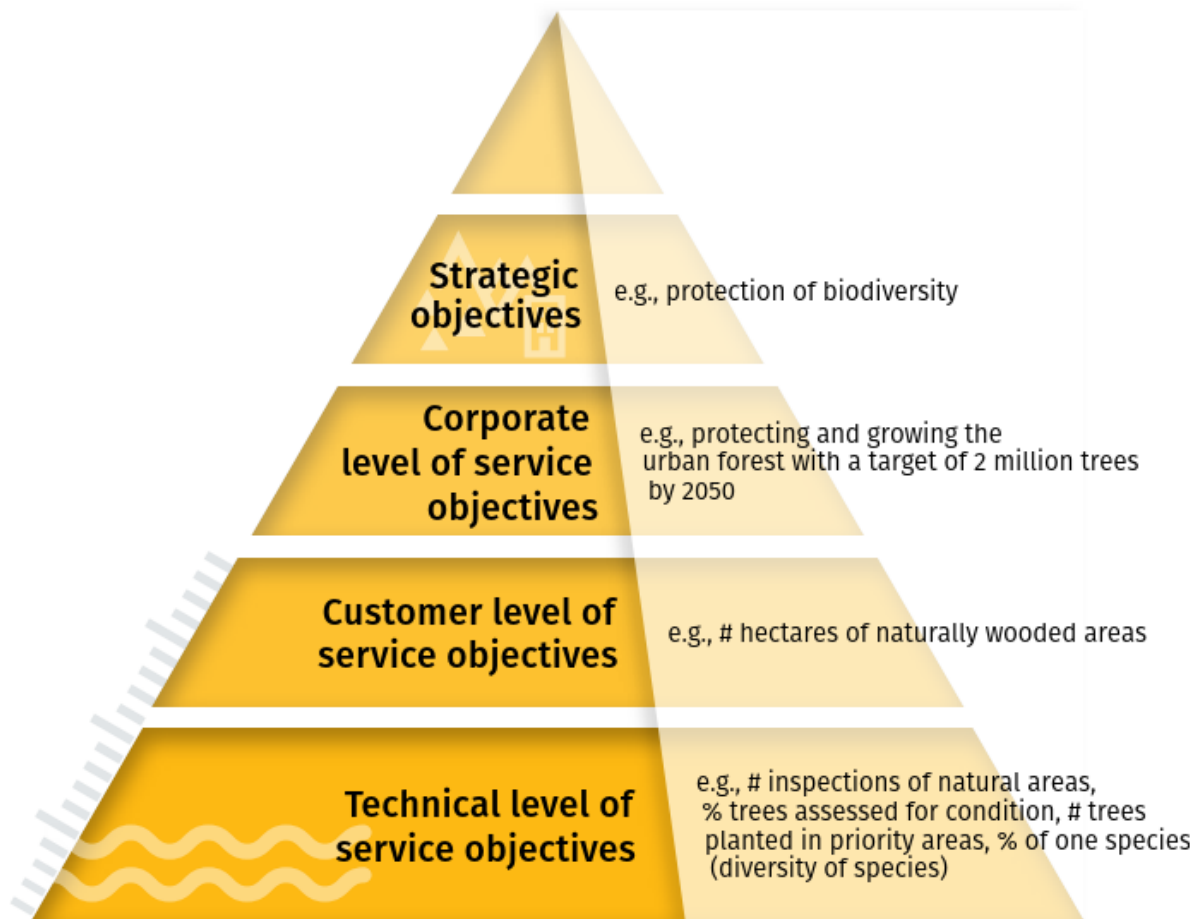 Strategic
objectives
e.g., protection of biodiversity
Corporate
level of service
objectives
e.g., protecting and growing the
urban forest with a target of 2 million trees
by 2050
Customer level of
service objectives
e.g., # hectares of naturally wooded areas
Technical level of
service objectives
e.g., # inspections of natural areas,
% trees assessed for condition, # trees
planted in priority areas, % of one species
(diversity of species)